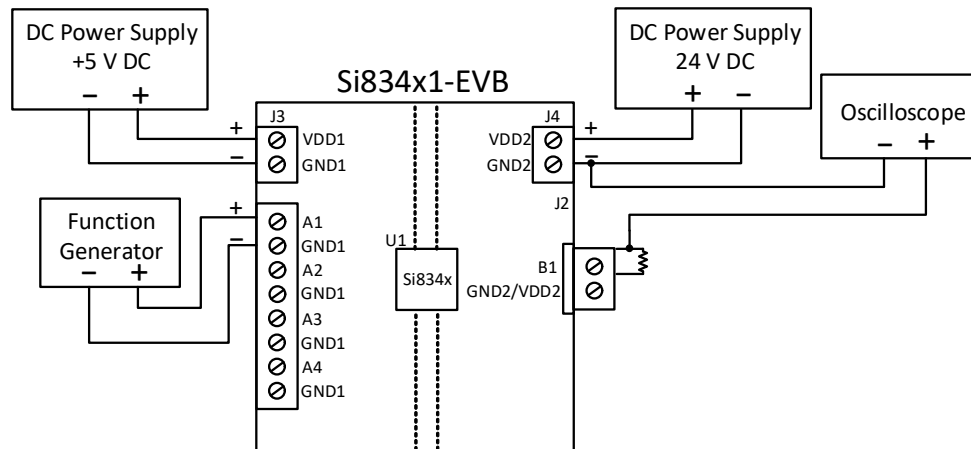 DC Power Supply
+5 V DC
− +
Si834x1-EVB
DC Power Supply
24 V DC
+ −
Oscilloscope
− +
J3
+ VDD1
− GND1
J4
VDD2 +
GND2 −
Function
Generator
− +
+ A1
− GND1
A2
GND1
A3
GND1
A4
GND1
U1
Si834x
J2
B1
GND2/VDD2